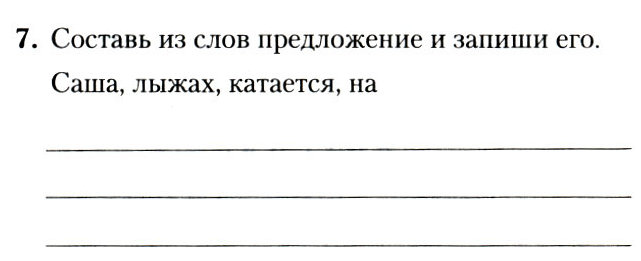 7. Составь из слов предложение и запиши его.
Саша, лыжах, катается, на